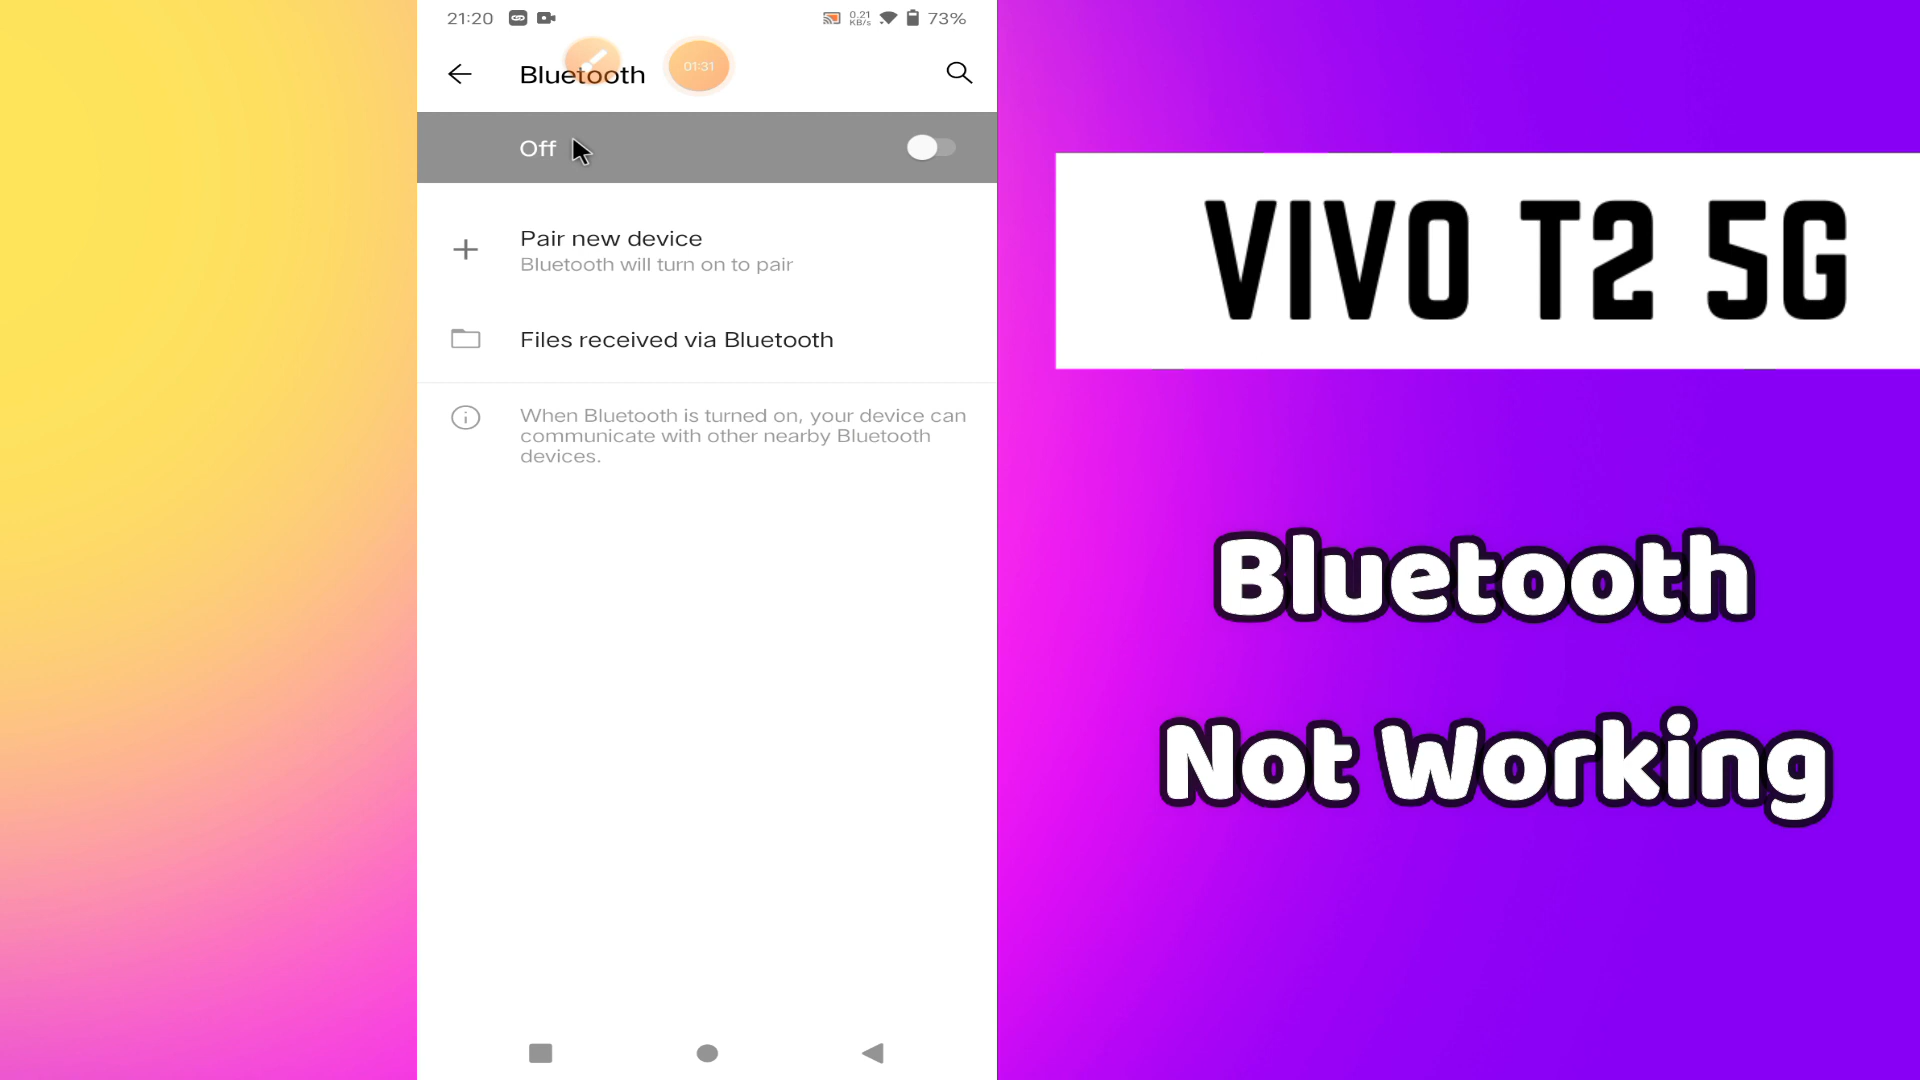 21:20
0.21
KB/s
73%
Bluetooth
01:31
Off
Pair new device
Bluetooth will turn on to pair
Files received via Bluetooth
When Bluetooth is turned on, your device can
communicate with other nearby Bluetooth
devices.
VIVO T2 5G
Bluetooth
Not Working